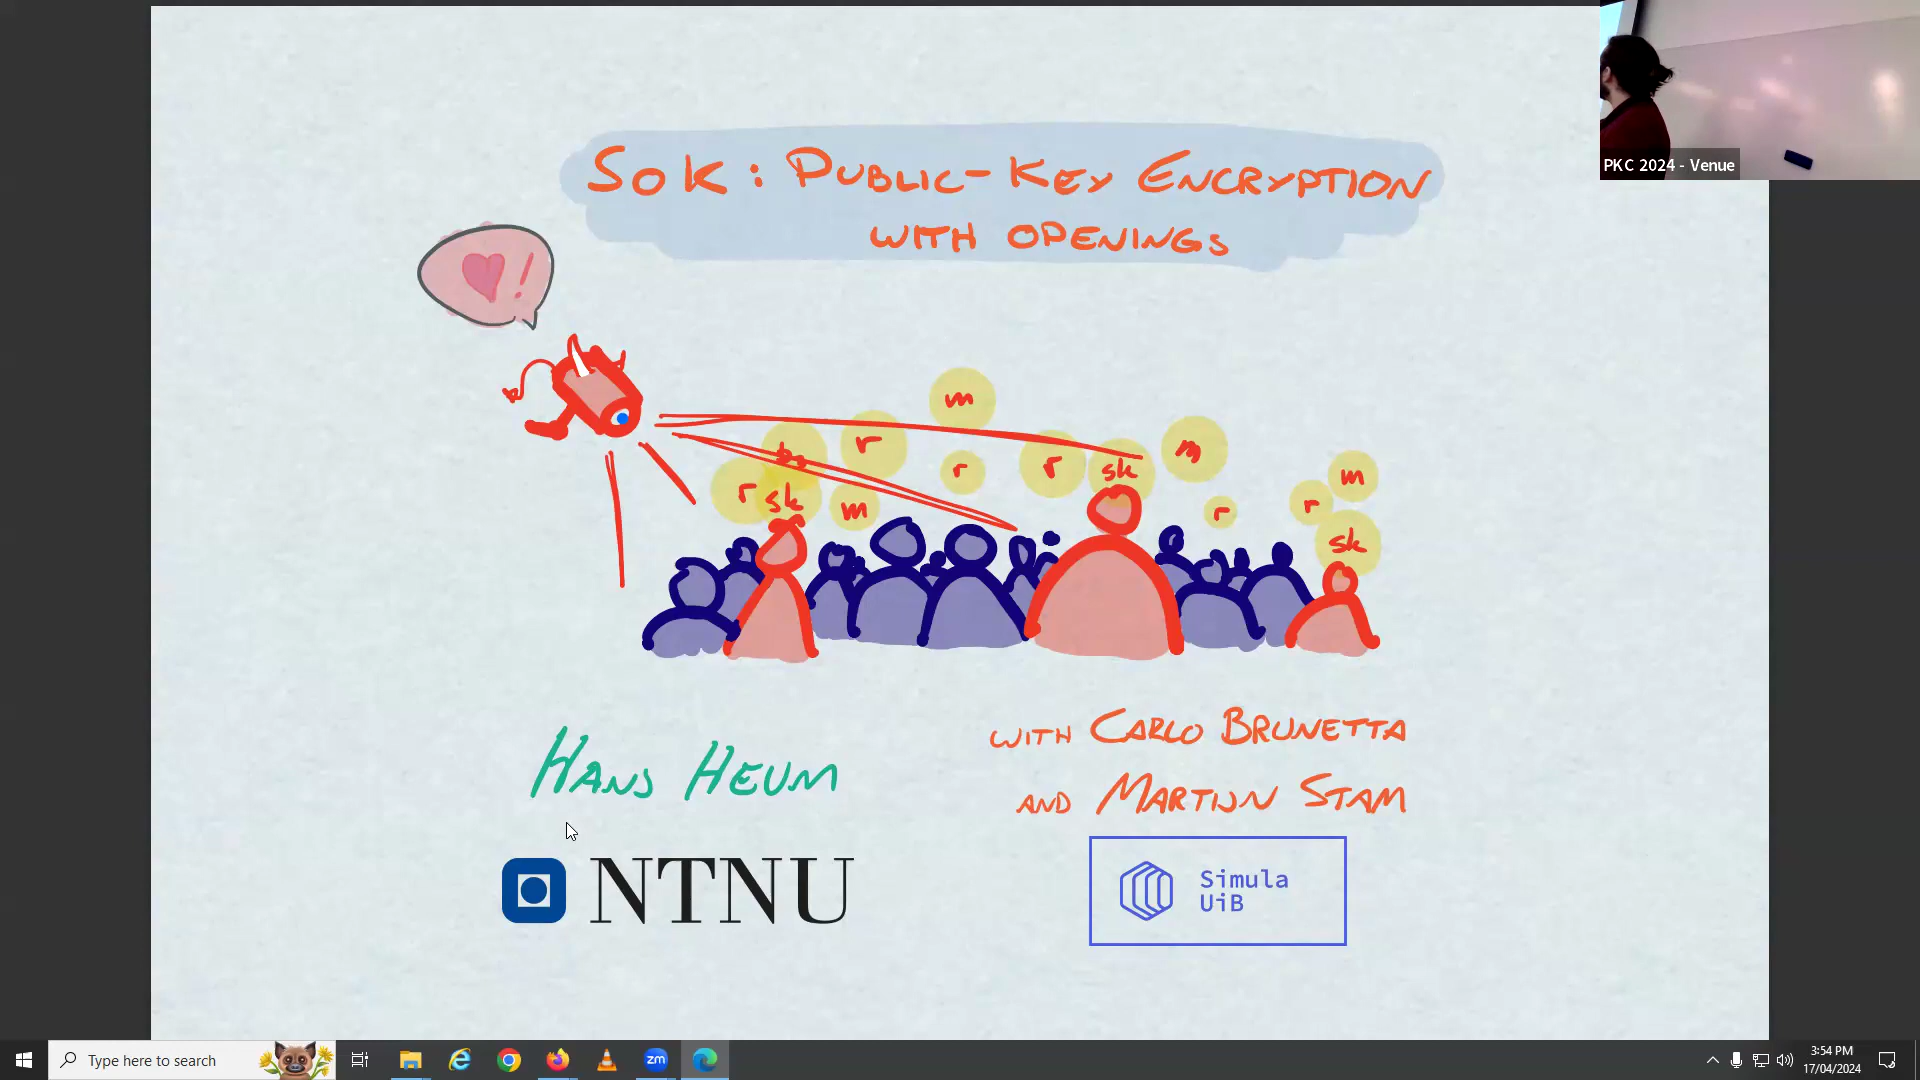 SoK: Public-Key Encryption
with openings
PKC 2024 - Venue
!
m
r
r
r
sk
m
m
r
sk
m
r
r
sk
Hans Heum
with Carlo Brunetta
and Martijn Stam
NTNU
Simula
UiB
Type here to search
zm
3:54 PM
17/04/2024